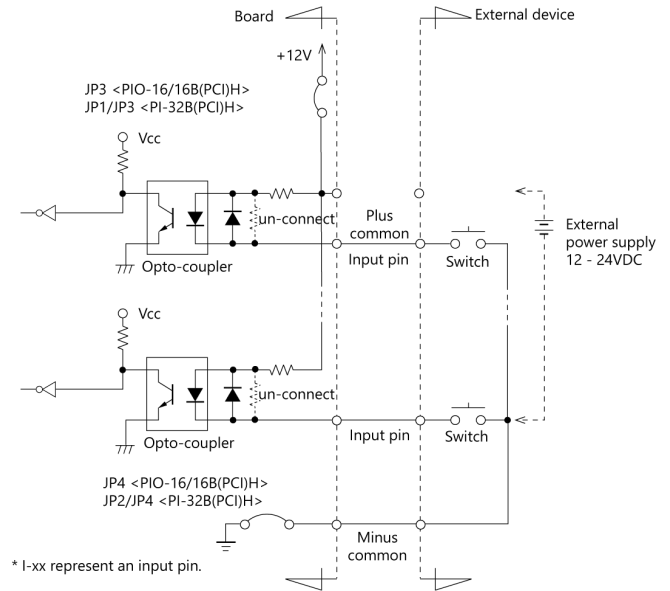 Board
External device
+12V
JP3 <PIO-16/16B(PCI)H>
JP1/JP3 <PI-32B(PCI)H>
Vcc
un-connect
Plus
common
Opto-coupler
Input pin
Switch
External
power supply
12 - 24VDC
Vcc
un-connect
Opto-coupler
Input pin
Switch
JP4 <PIO-16/16B(PCI)H>
JP2/JP4 <PI-32B(PCI)H>
Minus
common
* I-xx represent an input pin.